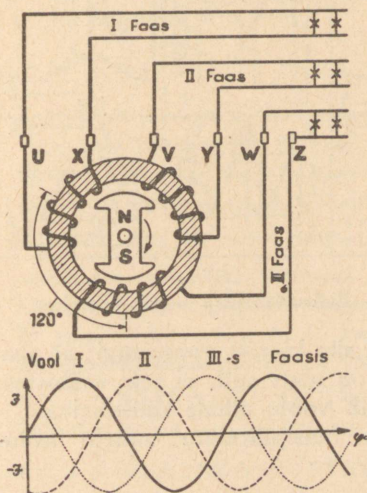 I Faas
II Faas
U X V Y W Z
III Faas
N
S
120°
Vool I II III-s Faasis
J
-J
φ